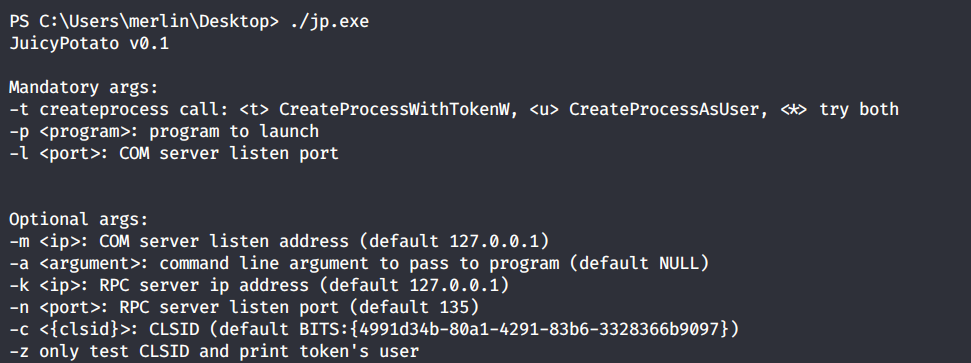 PS C:\Users\merlin\Desktop> ./jp.exe
JuicyPotato v0.1
Mandatory args:
-t createprocess call: <t> CreateProcessWithTokenW, <u> CreateProcessAsUser, <*> try both
-p <program>: program to launch
-l <port>: COM server listen port
Optional args:
-m <ip>: COM server listen address (default 127.0.0.1)
-a <argument>: command line argument to pass to program (default NULL)
-k <ip>: RPC server ip address (default 127.0.0.1)
-n <port>: RPC server listen port (default 135)
-c <{clsid}>: CLSID (default BITS:{4991d34b-80a1-4291-83b6-3328366b9097})
-z only test CLSID and print token's user